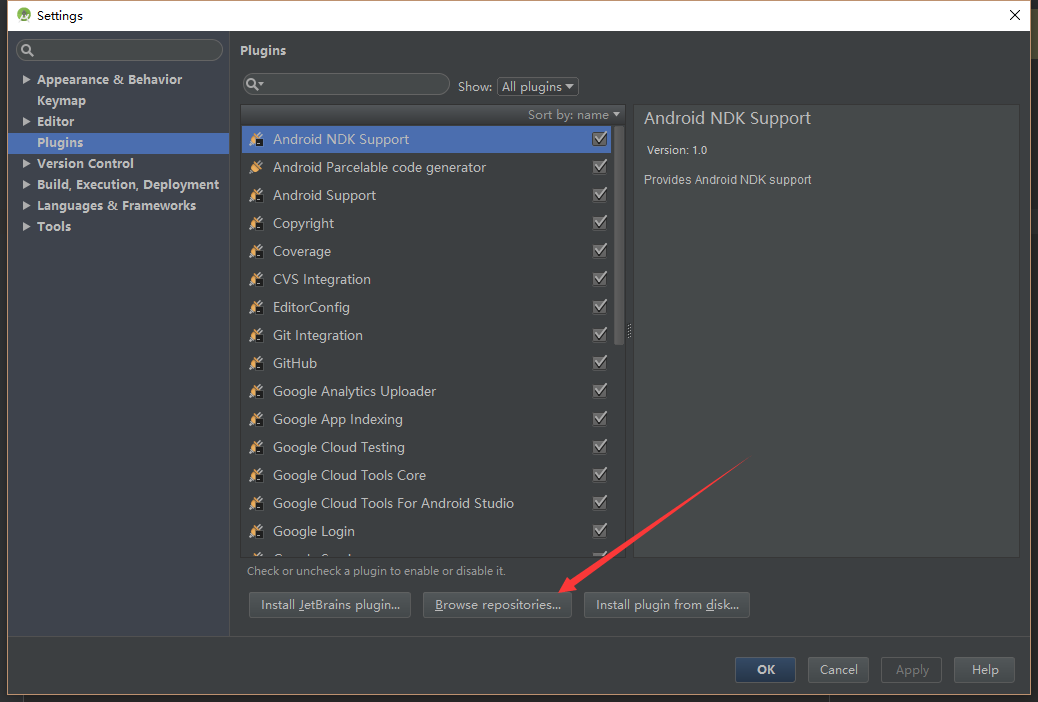 Settings
Plugins
Appearance & Behavior
Keymap
Editor
Plugins
Version Control
Build, Execution, Deployment
Languages & Frameworks
Tools
Show: All plugins
Sort by: name
Android NDK Support
Android Parcelable code generator
Android Support
Copyright
Coverage
CVS Integration
EditorConfig
Git Integration
GitHub
Google Analytics Uploader
Google App Indexing
Google Cloud Testing
Google Cloud Tools Core
Google Cloud Tools For Android Studio
Google Login
Android NDK Support
Version: 1.0
Provides Android NDK support
Check or uncheck a plugin to enable or disable it.
Install JetBrains plugin...
Browse repositories...
Install plugin from disk...
OK
Cancel
Apply
Help